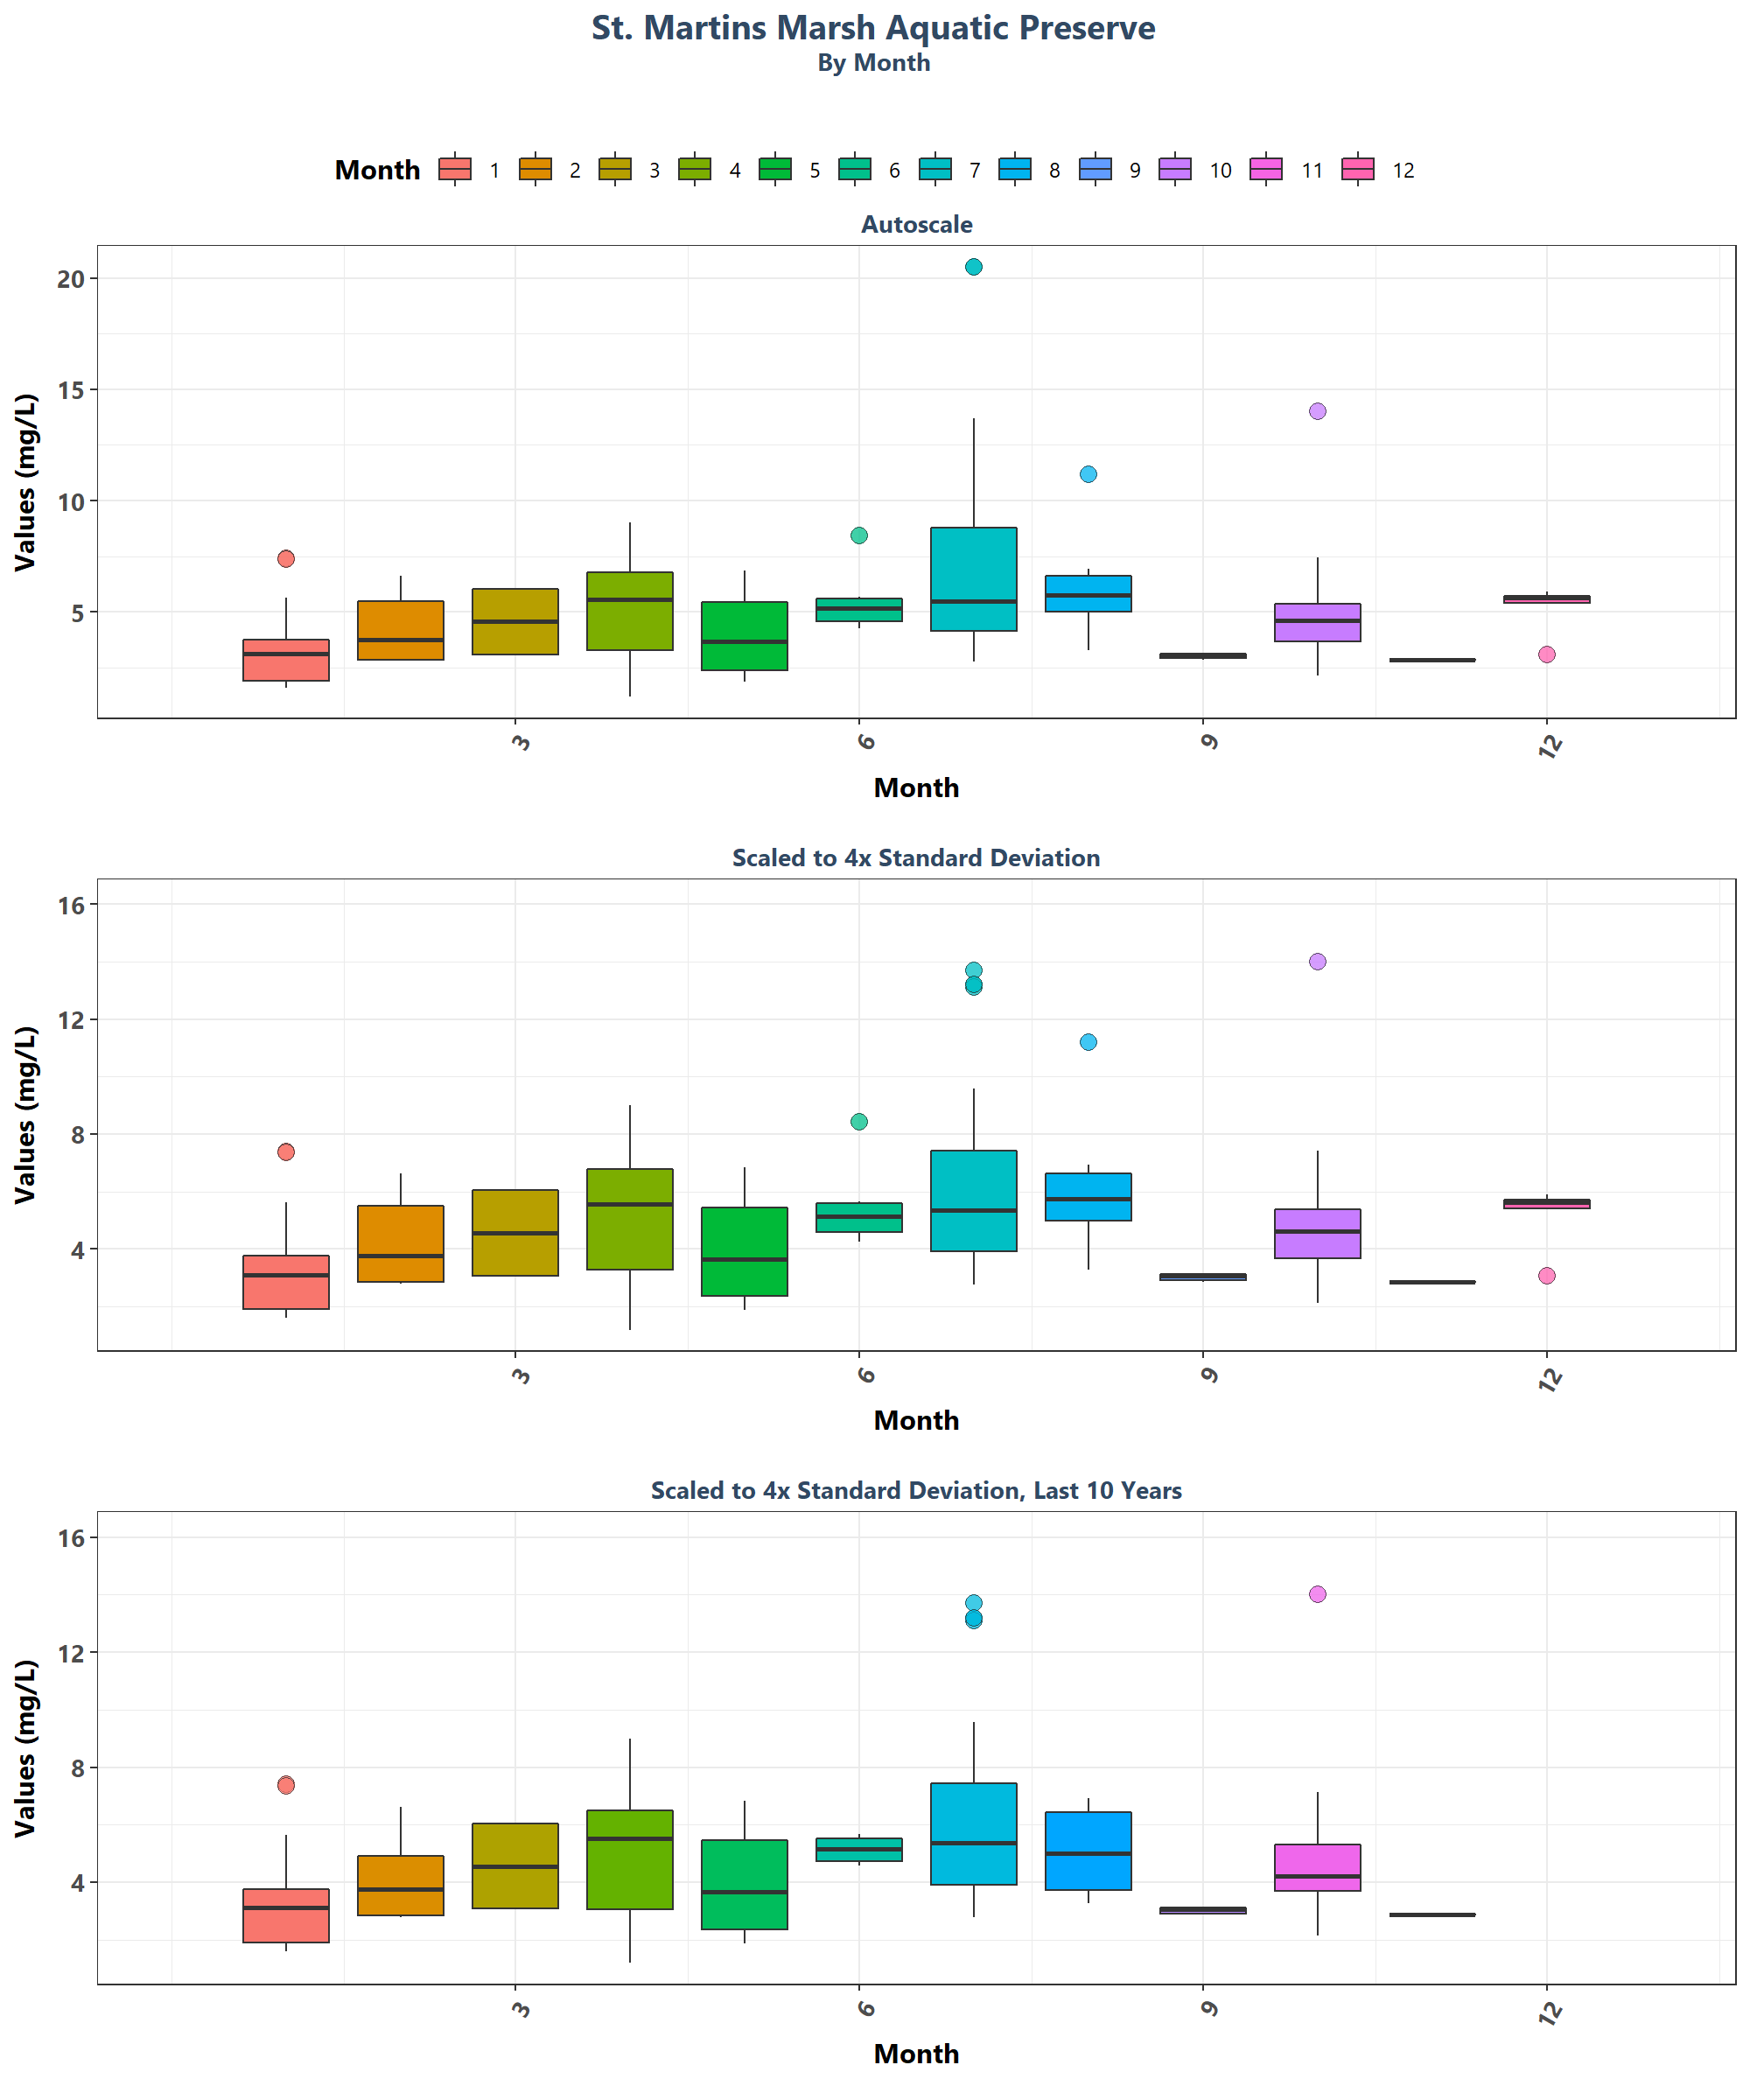 St. Martins Marsh Aquatic Preserve
By Month
Month 1 2 3 4 5 6 7 8 9 10 11 12
Autoscale
Values (mg/L)
20
15
10
5
3 6 9 12
Month
Scaled to 4x Standard Deviation
Values (mg/L)
16
12
8
4
3 6 9 12
Month
Scaled to 4x Standard Deviation, Last 10 Years
Values (mg/L)
16
12
8
4
3 6 9 12
Month